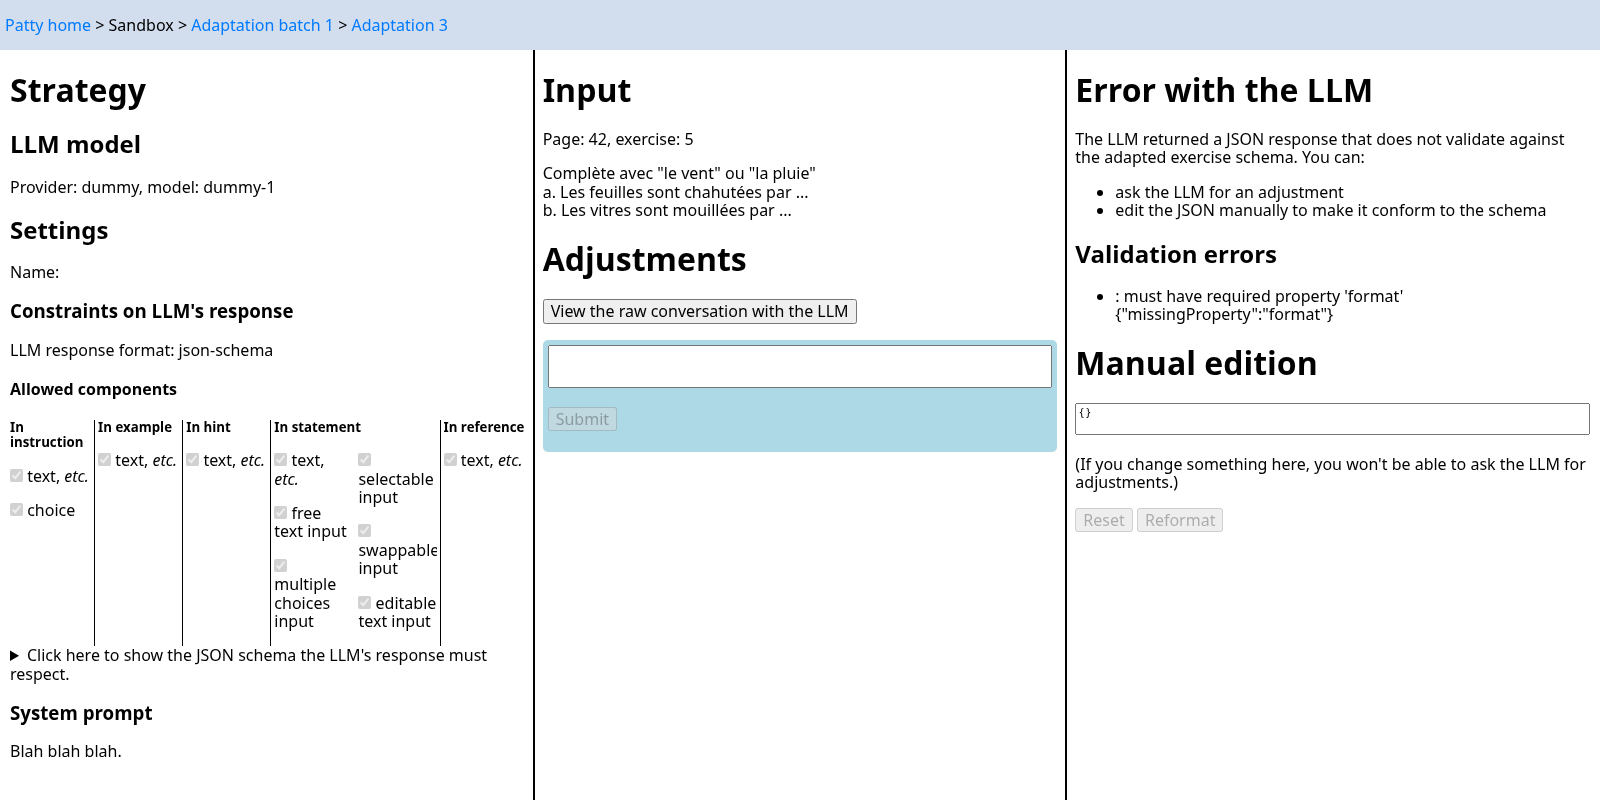 Patty home > Sandbox > Adaptation batch 1 > Adaptation 3
Strategy
LLM model
Provider: dummy, model: dummy-1
Settings
Name:
Constraints on LLM's response
LLM response format: json-schema
Allowed components
In
instruction
text, etc.
choice
In example
text, etc.
In hint
text, etc.
In statement
text,
etc.
free
text input
multiple
choices
input
selectable
input
swappable
input
editable
text input
In reference
text, etc.
Click here to show the JSON schema the LLM's response must
respect.
System prompt
Blah blah blah.
Input
Page: 42, exercise: 5
Complète avec "le vent" ou "la pluie"
a. Les feuilles sont chahutées par ...
b. Les vitres sont mouillées par ...
Adjustments
View the raw conversation with the LLM
Submit
Error with the LLM
The LLM returned a JSON response that does not validate against
the adapted exercise schema. You can:
ask the LLM for an adjustment
edit the JSON manually to make it conform to the schema
Validation errors
: must have required property 'format'
{"missingProperty":"format"}
Manual edition
{}
(If you change something here, you won't be able to ask the LLM for
adjustments.)
Reset Reformat